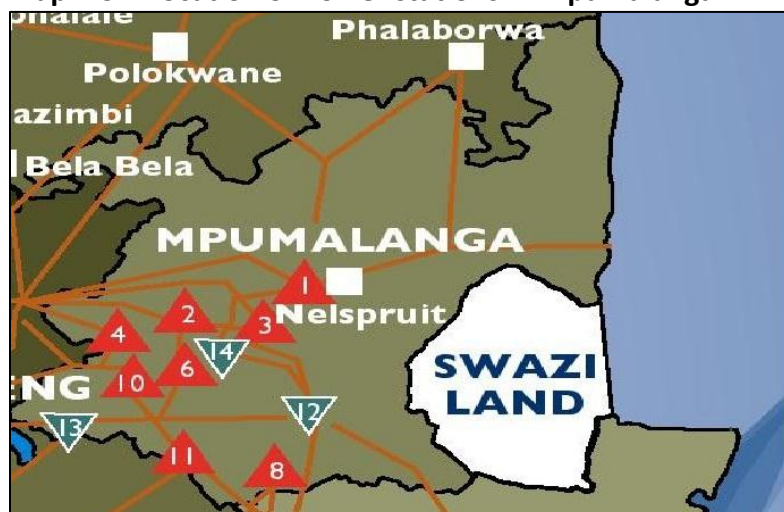 Phalaborwa
Polokwane
azimbi
Bela Bela
MPUMALANGA
1
Nelspruit
2
3
4
14
6
SWAZI
LAND
10
ENG
12
13
11
8